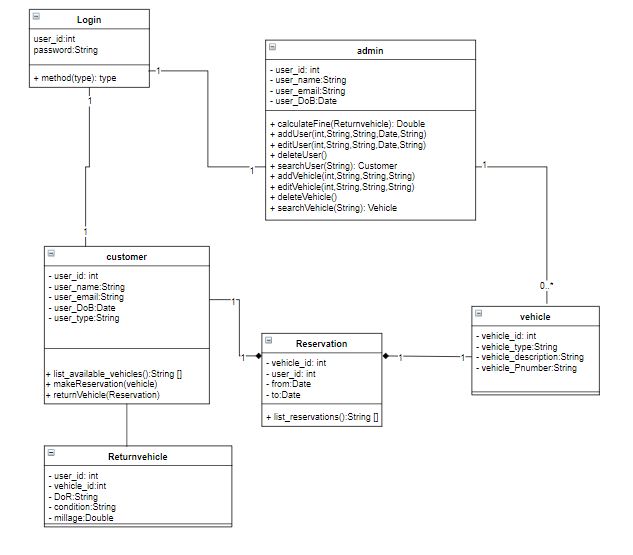 Login
user_id:int
password:String
+ method(type): type
1
1
1
1
admin
- user_id: int
- user_name:String
- user_email:String
- user_DoB:Date
+ calculateFine(Returnvehicle): Double
+ addUser(int,String,String,Date,String)
+ editUser(int,String,String,Date,String)
+ deleteUser()
+ searchUser(String): Customer
+ addVehicle(int,String,String,String)
+ editVehicle(int,String,String,String)
+ deleteVehicle()
+ searchVehicle(String): Vehicle
1
0..*
customer
- user_id: int
- user_name:String
- user_email:String
- user_DoB:Date
- user_type:String
+ list_available_vehicles():String []
+ makeReservation(vehicle)
+ returnVehicle(Reservation)
1
1
Reservation
- vehicle_id: int
- user_id: int
- from:Date
- to:Date
+ list_reservations():String []
1
1
vehicle
- vehicle_id: int
- vehicle_type:String
- vehicle_description:String
- vehicle_Pnumber:String
Returnvehicle
- user_id: int
- vehicle_id:int
- DoR:String
- condition:String
- millage:Double